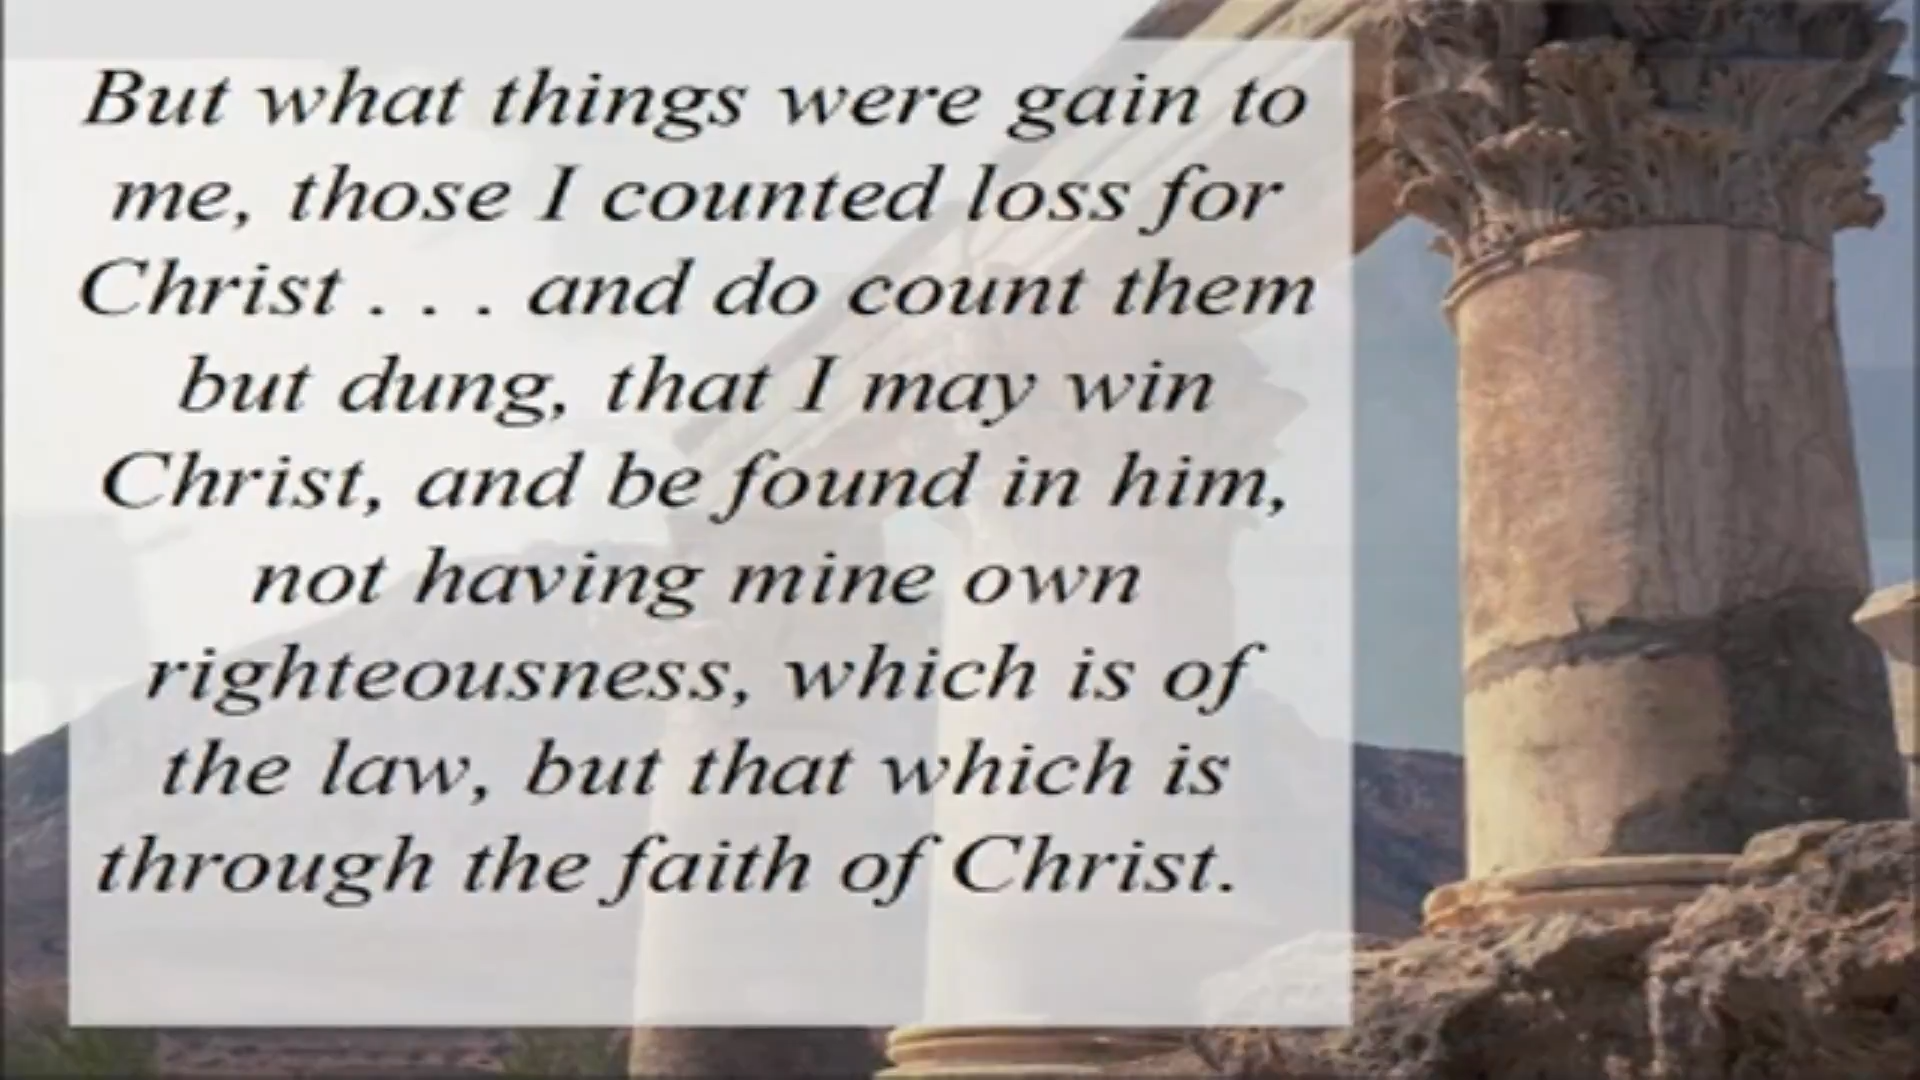 But what things were gain to
me, those I counted loss for
Christ . . . and do count them
but dung, that I may win
Christ, and be found in him,
not having mine own
righteousness, which is of
the law, but that which is
through the faith of Christ.